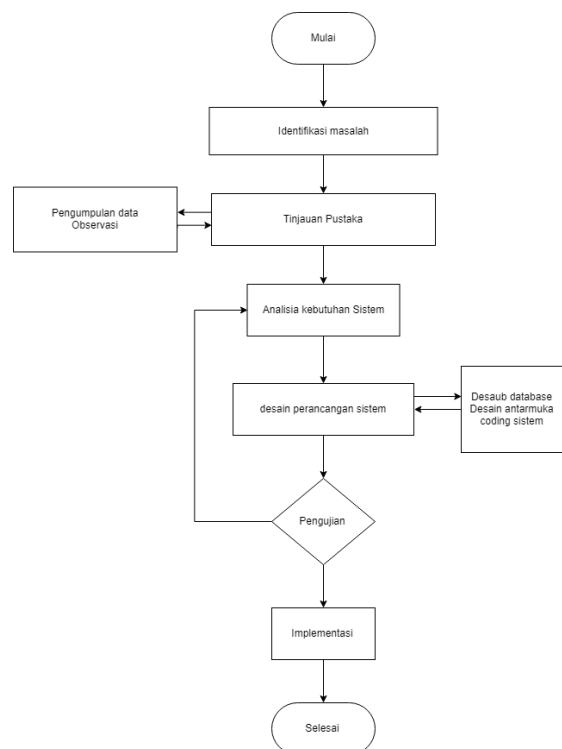 Mulai
Identifikasi masalah
Pengumpulan data
Observasi
Tinjauan Pustaka
Analisia kebutuhan Sistem
desain perancangan sistem
Desaub database
Desain antarmuka
coding sistem
Pengujian
Implementasi
Selesai